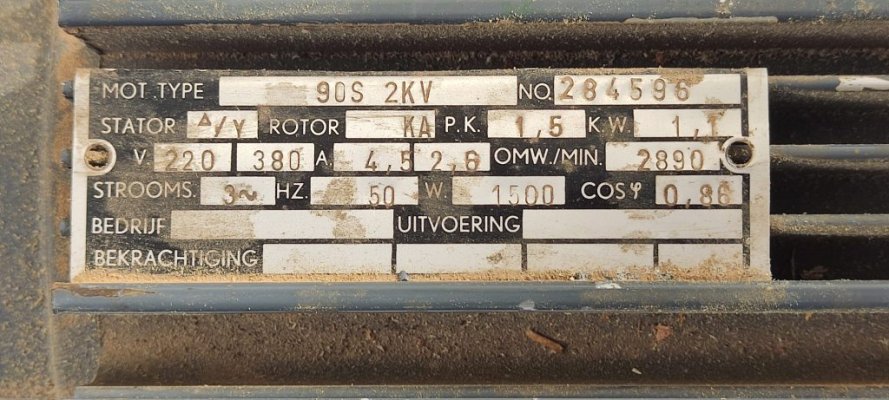 MOT.TYPE 90S 2KV NO. 284596
STATOR Δ/Y ROTOR KA P.K. 1,5 K.W. 1,1
V 220 380 A. 4,5 2,6 OMW./MIN. 2890
STROOMS. 3~ HZ. 50 W. 1500 COSφ 0,86
BEDRIJF UITVOERING
BEKRACHTIGING